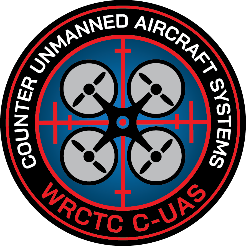 COUNTER UNMANNED AIRCRAFT SYSTEMS
WRCTC C-UAS